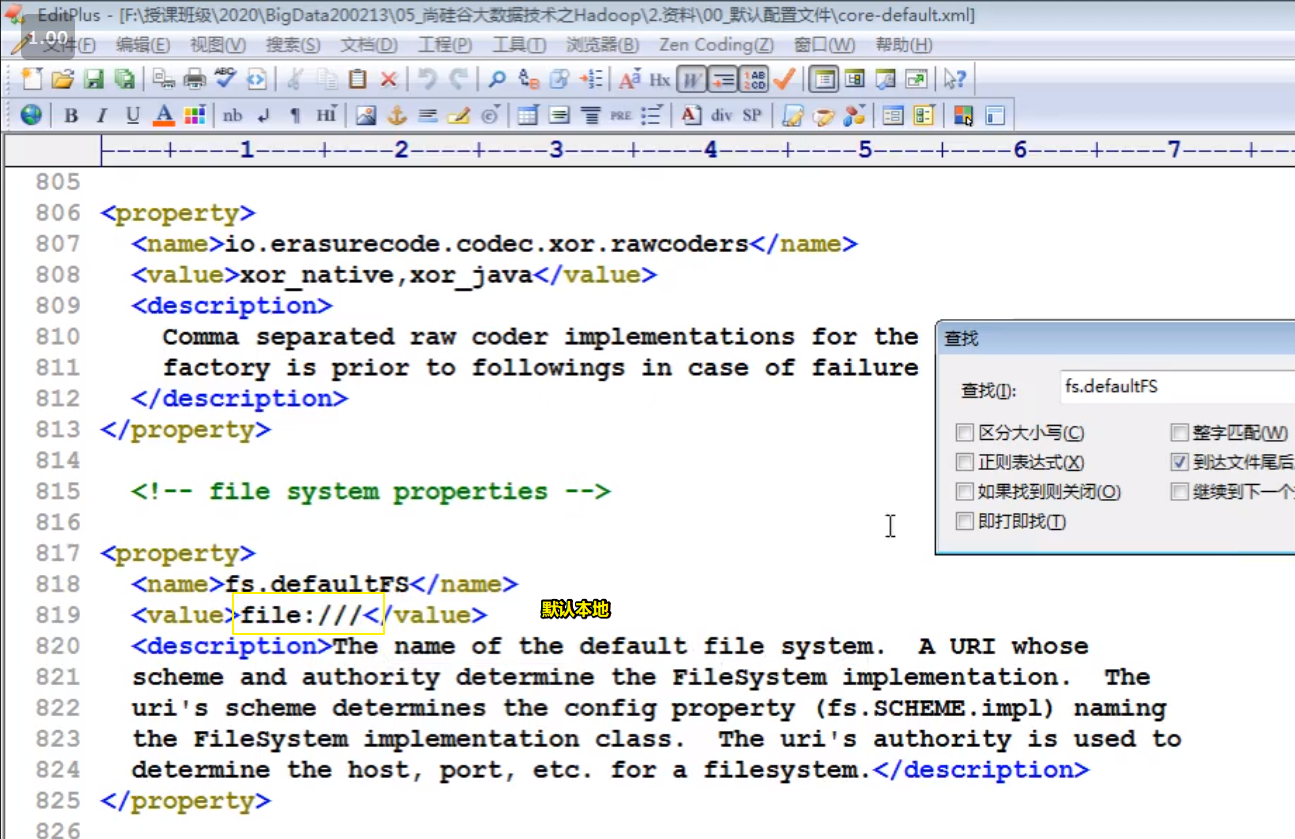 EditPlus - [F:\授课班级\2020\BigData200213\05_尚硅谷大数据技术之Hadoop\2.资料\00_默认配置文件\core-default.xml]
1.00
文件(F) 编辑(E) 视图(V) 搜索(S) 文档(D) 工程(P) 工具(T) 浏览器(B) Zen Coding(Z) 窗口(W) 帮助(H)
B I U A nb ¶ HI PRE A div SP
----+----1----+----2----+----3----+----4----+----5----+----6----+----7----+--
805
806 <property>
807 <name>io.erasurecode.codec.xor.rawcoders</name>
808 <value>xor_native,xor_java</value>
809 <description>
810 Comma separated raw coder implementations for the
811 factory is prior to followings in case of failure
812 </description>
813 </property>
814
815 <!-- file system properties -->
816
817 <property>
818 <name>fs.defaultFS</name>
819 <value>file:///</value> 默认本地
820 <description>The name of the default file system.  A URI whose
821 scheme and authority determine the FileSystem implementation.  The
822 uri's scheme determines the config property (fs.SCHEME.impl) naming
823 the FileSystem implementation class.  The uri's authority is used to
824 determine the host, port, etc. for a filesystem.</description>
825 </property>
826
查找
查找(I): fs.defaultFS
区分大小写(C) 整字匹配(W)
正则表达式(X) 到达文件尾后
如果找到则关闭(O) 继续到下一个
即打即找(T)